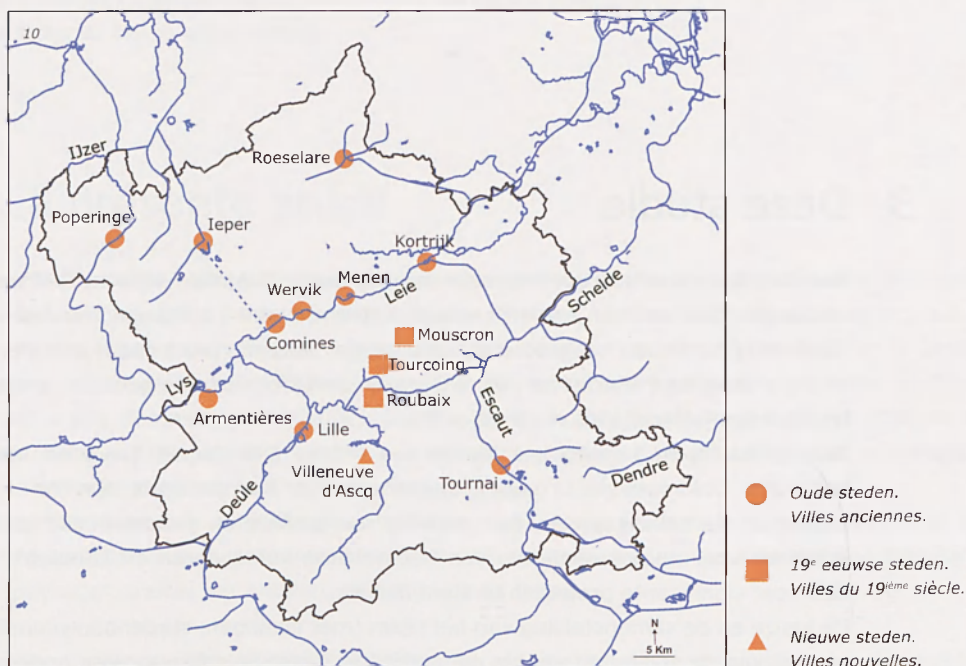 10
IJzer
Roeselare
Poperinge
Ieper
Kortrijk
Menen
Leie
Wervik
Schelde
Comines
Mouscron
Tourcoing
Lys
Roubaix
Armentières
Lille
Escaut
Villeneuve
d'Ascq
Tournai
Dendre
Deûle
Oude steden.
Villes anciennes.
19e eeuwse steden.
Villes du 19ième siècle.
N
5 Km
Nieuwe steden.
Villes nouvelles.